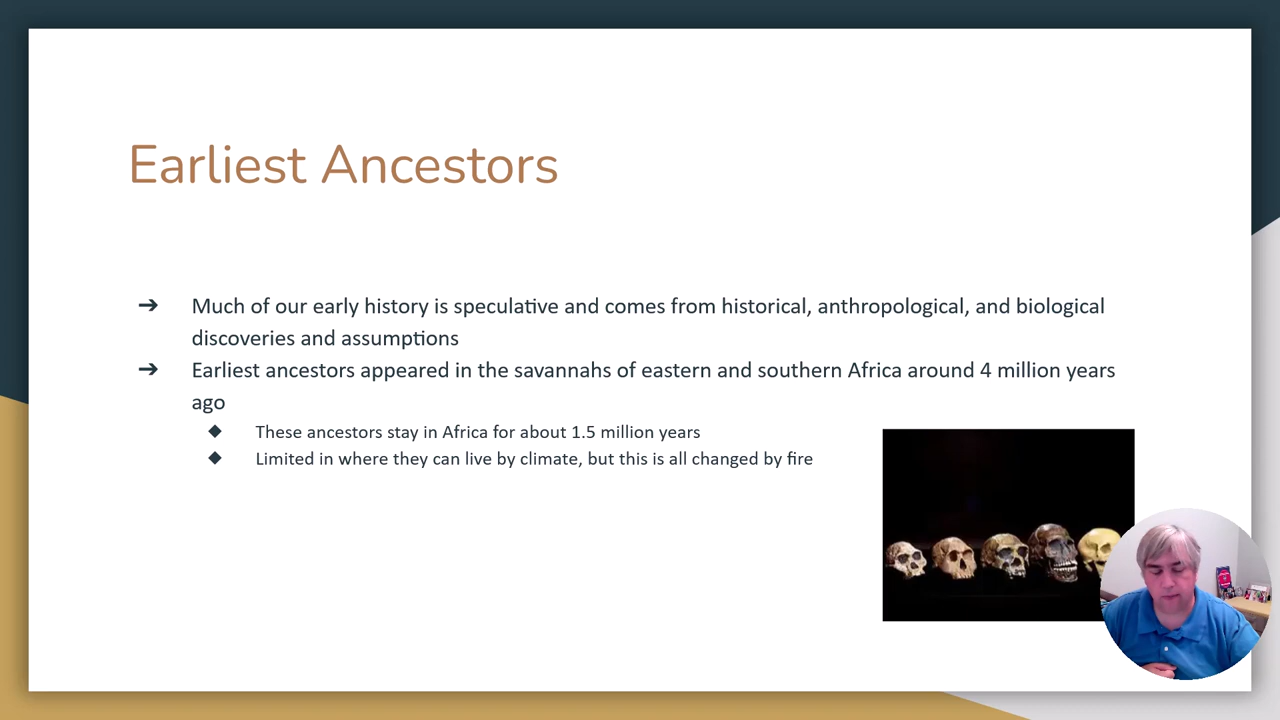 Earliest Ancestors
➔ Much of our early history is speculative and comes from historical, anthropological, and biological
discoveries and assumptions
➔ Earliest ancestors appeared in the savannahs of eastern and southern Africa around 4 million years
ago
◆ These ancestors stay in Africa for about 1.5 million years
◆ Limited in where they can live by climate, but this is all changed by fire